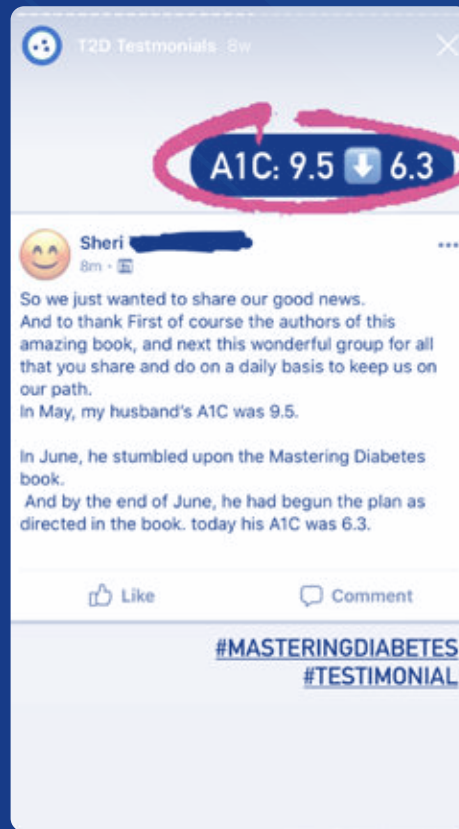 T2D Testmonials 8w
A1C: 9.5 ⬇ 6.3
Sheri
8m
So we just wanted to share our good news.
And to thank First of course the authors of this
amazing book, and next this wonderful group for all
that you share and do on a daily basis to keep us on
our path.
In May, my husband's A1C was 9.5.
In June, he stumbled upon the Mastering Diabetes
book.
And by the end of June, he had begun the plan as
directed in the book. today his A1C was 6.3.
Like Comment
#MASTERINGDIABETES
#TESTIMONIAL